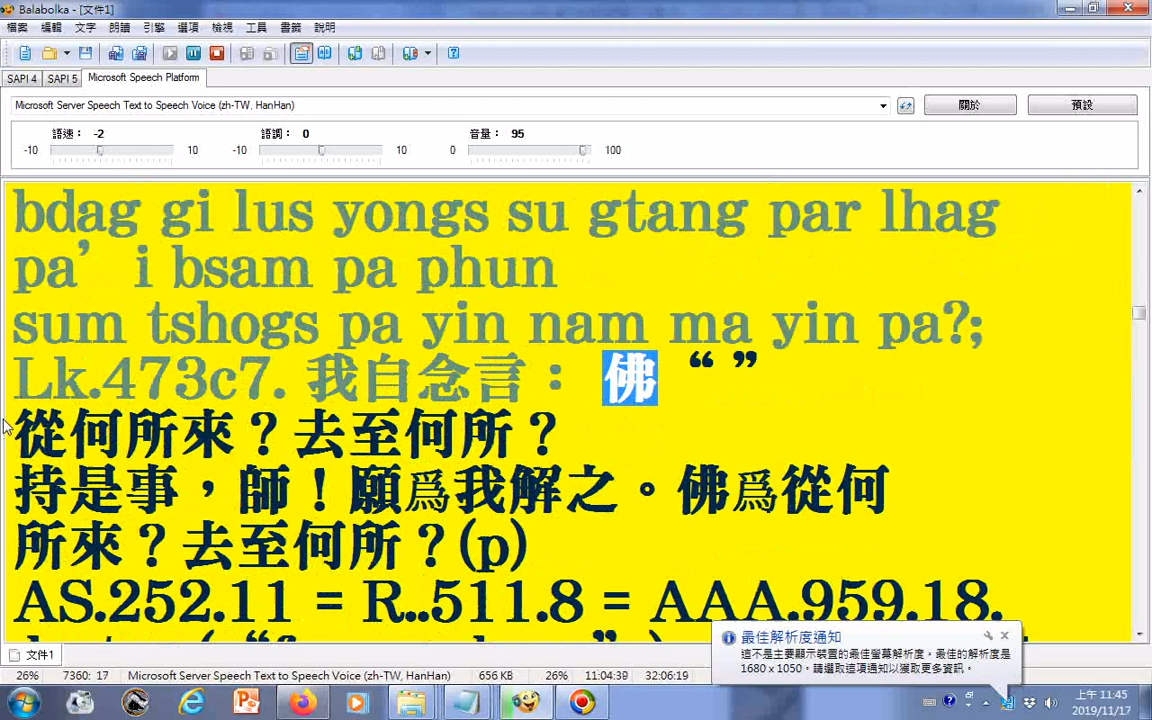 Balabolka - [文件1]
檔案 編輯 文字 朗讀 引擎 選項 檢視 工具 書籤 說明
SAPI 4 SAPI 5 Microsoft Speech Platform
Microsoft Server Speech Text to Speech Voice (zh-TW, HanHan) 關於 預設
語速： -2 語調： 0 音量： 95
-10 10 -10 10 0 100
bdag gi lus yongs su gtang par lhag
pa’ i bsam pa phun
sum tshogs pa yin nam ma yin pa?;
Lk.473c7. 我自念言： 佛 “ ”
從何所來？去至何所？
持是事，師！願爲我解之。佛爲從何
所來？去至何所？(p)
AS.252.11 = R..511.8 = AAA.959.18.
最佳解析度通知
這不是主要顯示裝置的最佳螢幕解析度。最佳的解析度是
1680 x 1050。請選取這項通知以獲取更多資訊。
文件1
26% 7360: 17 Microsoft Server Speech Text to Speech Voice (zh-TW, HanHan) 656 KB 26% 11:04:39 32:06:19
上午 11:45
2019/11/17